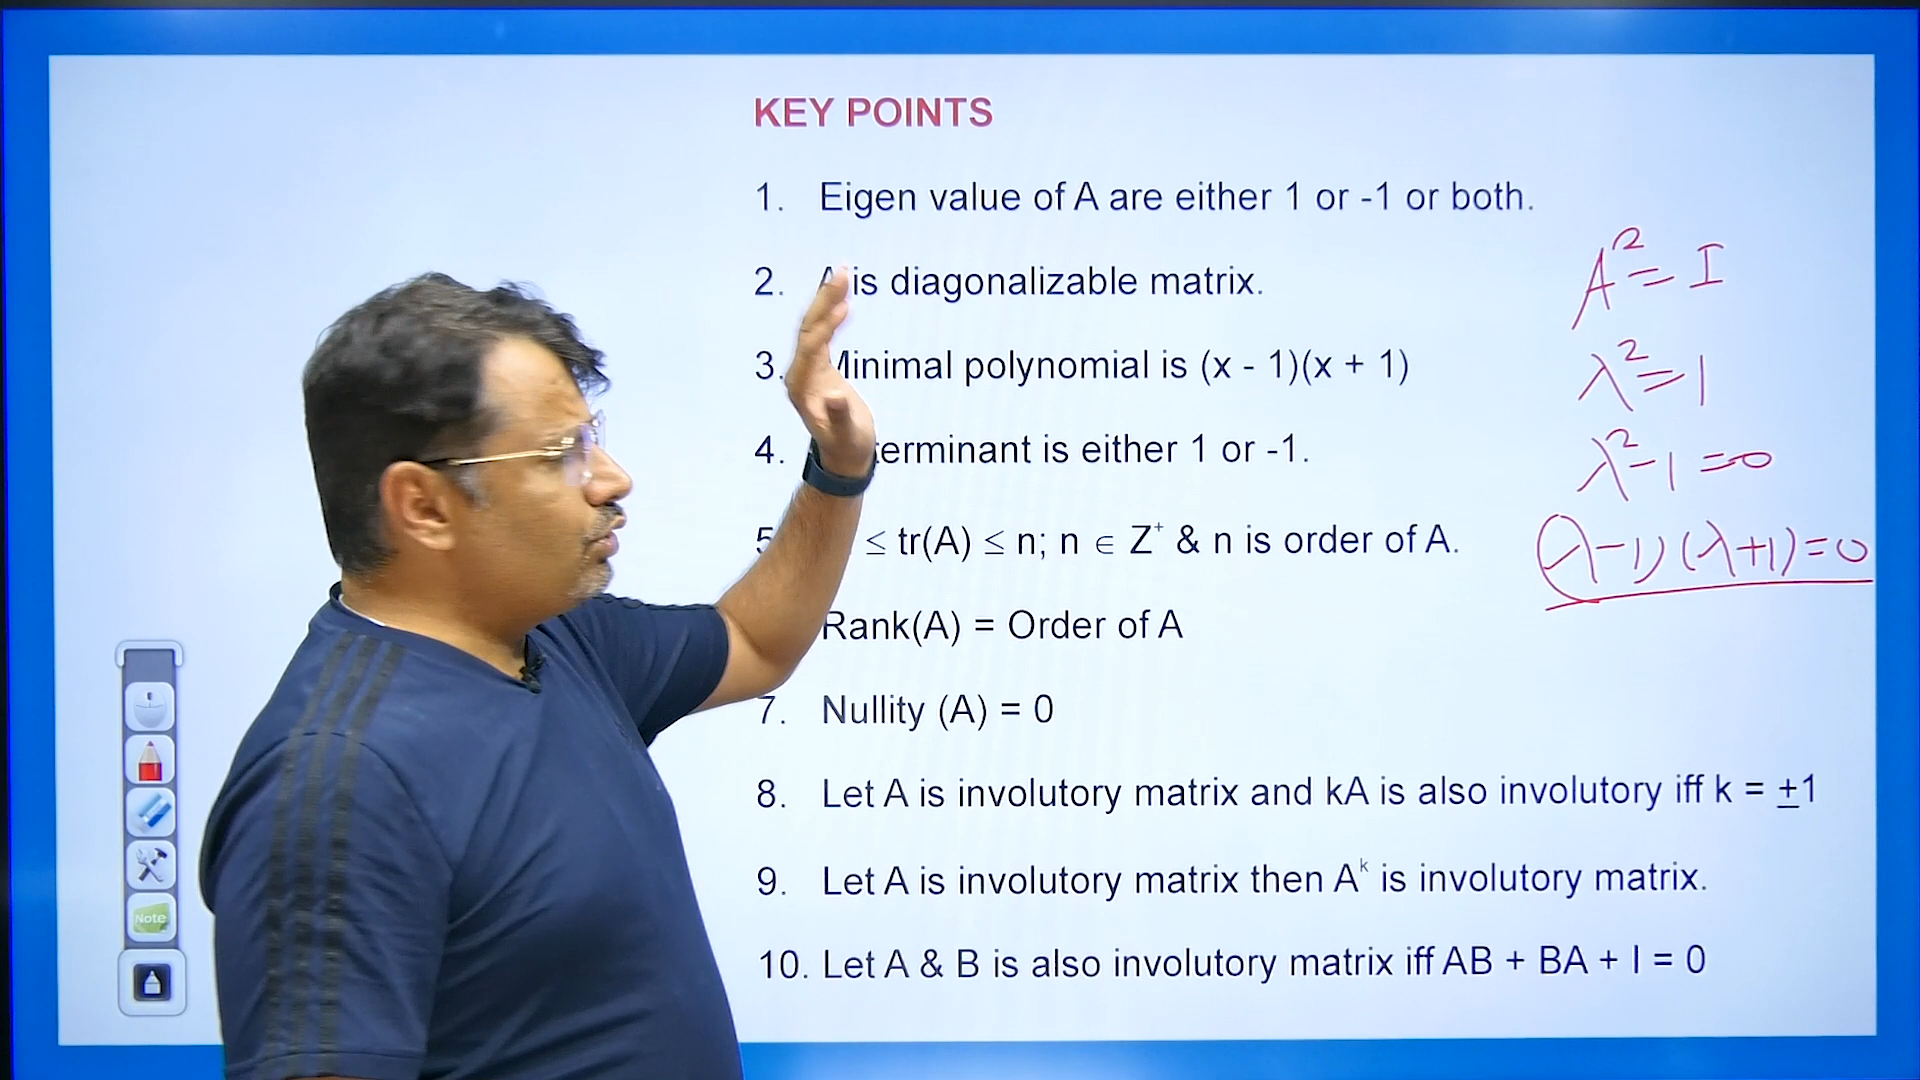 KEY POINTS
1. Eigen value of A are either 1 or -1 or both.
2. A is diagonalizable matrix.
3. Minimal polynomial is (x - 1)(x + 1)
4. terminant is either 1 or -1.
5 ≤ tr(A) ≤ n; n ∈ Z⁺ & n is order of A.
Rank(A) = Order of A
7. Nullity (A) = 0
8. Let A is involutory matrix and kA is also involutory iff k = ±1
9. Let A is involutory matrix then Aᵏ is involutory matrix.
10. Let A & B is also involutory matrix iff AB + BA + I = 0
A² = I
λ² = 1
λ² - 1 = 0
(λ - 1) (λ + 1) = 0
Note